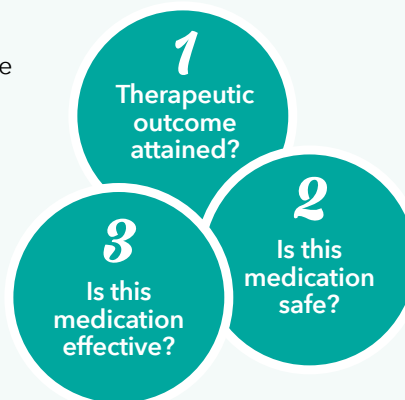 e
1
Therapeutic
outcome
attained?
2
Is this
medication
safe?
3
Is this
medication
effective?